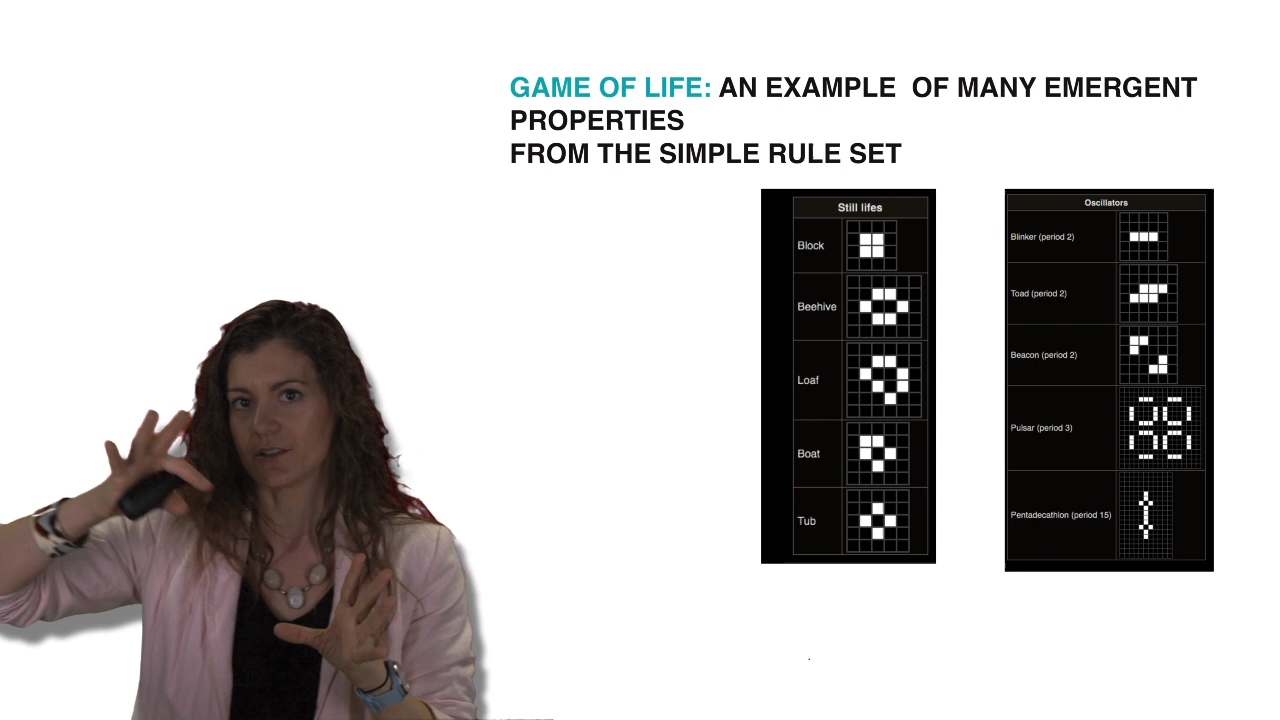 GAME OF LIFE: AN EXAMPLE  OF MANY EMERGENT
PROPERTIES
FROM THE SIMPLE RULE SET
Still lifes
Block
Beehive
Loaf
Boat
Tub
Oscillators
Blinker (period 2)
Toad (period 2)
Beacon (period 2)
Pulsar (period 3)
Pentadecathlon (period 15)